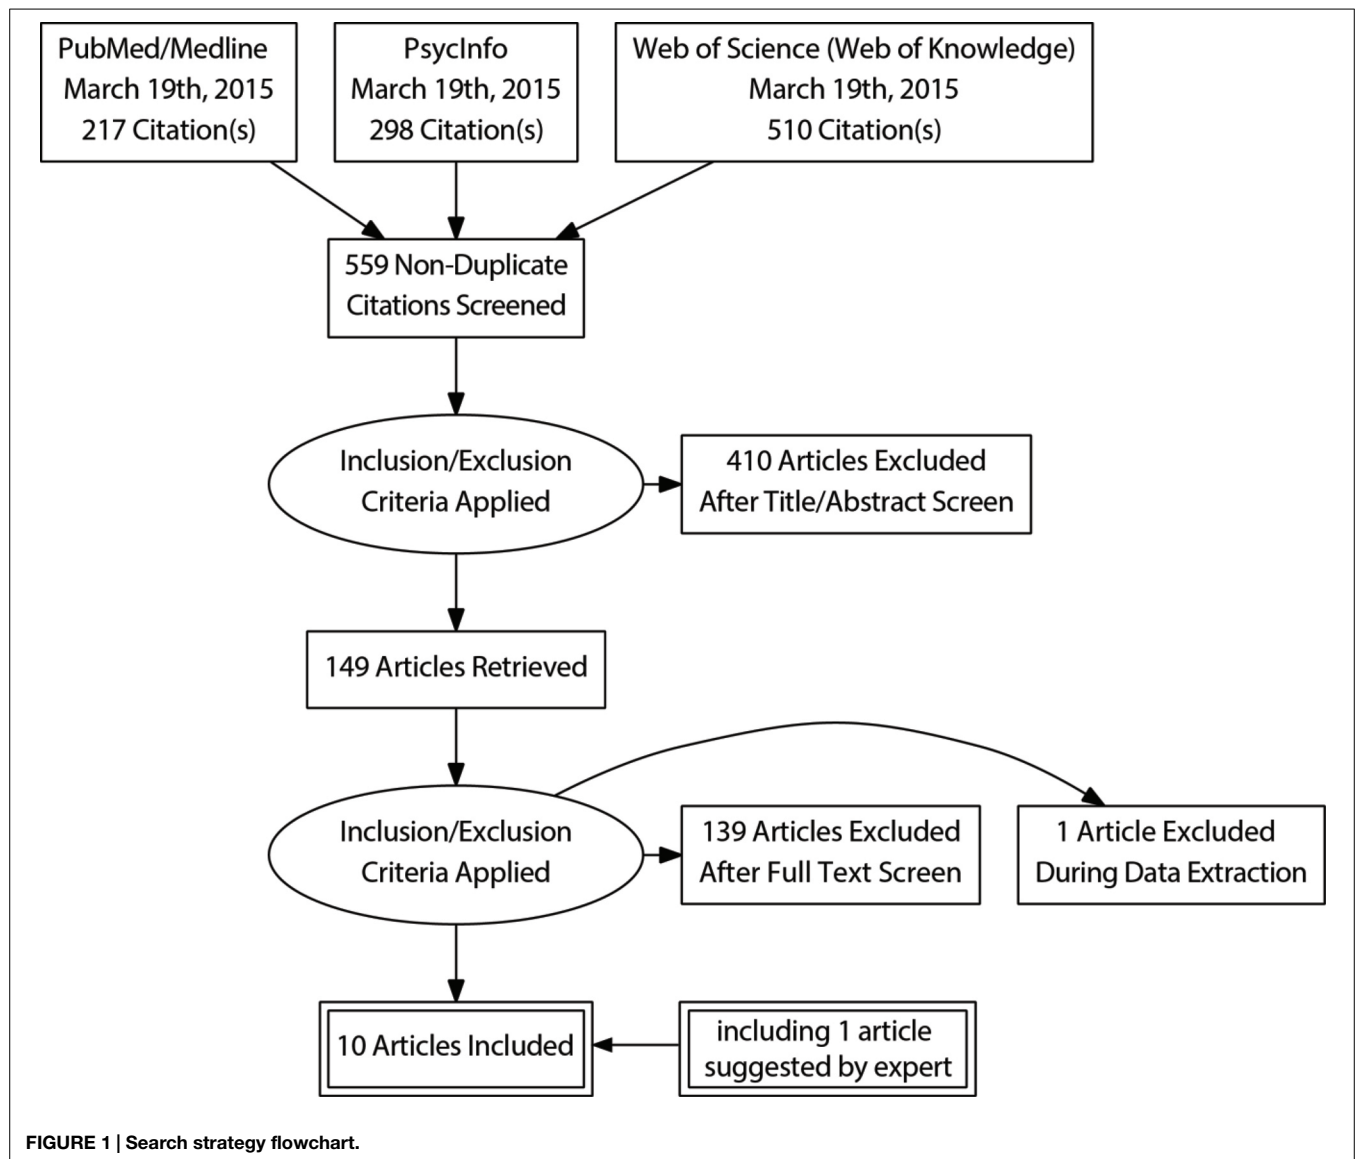 PubMed/Medline
March 19th, 2015
217 Citation(s)
PsycInfo
March 19th, 2015
298 Citation(s)
Web of Science (Web of Knowledge)
March 19th, 2015
510 Citation(s)
559 Non-Duplicate
Citations Screened
Inclusion/Exclusion
Criteria Applied
410 Articles Excluded
After Title/Abstract Screen
149 Articles Retrieved
Inclusion/Exclusion
Criteria Applied
139 Articles Excluded
After Full Text Screen
1 Article Excluded
During Data Extraction
10 Articles Included
including 1 article
suggested by expert
FIGURE 1 | Search strategy flowchart.